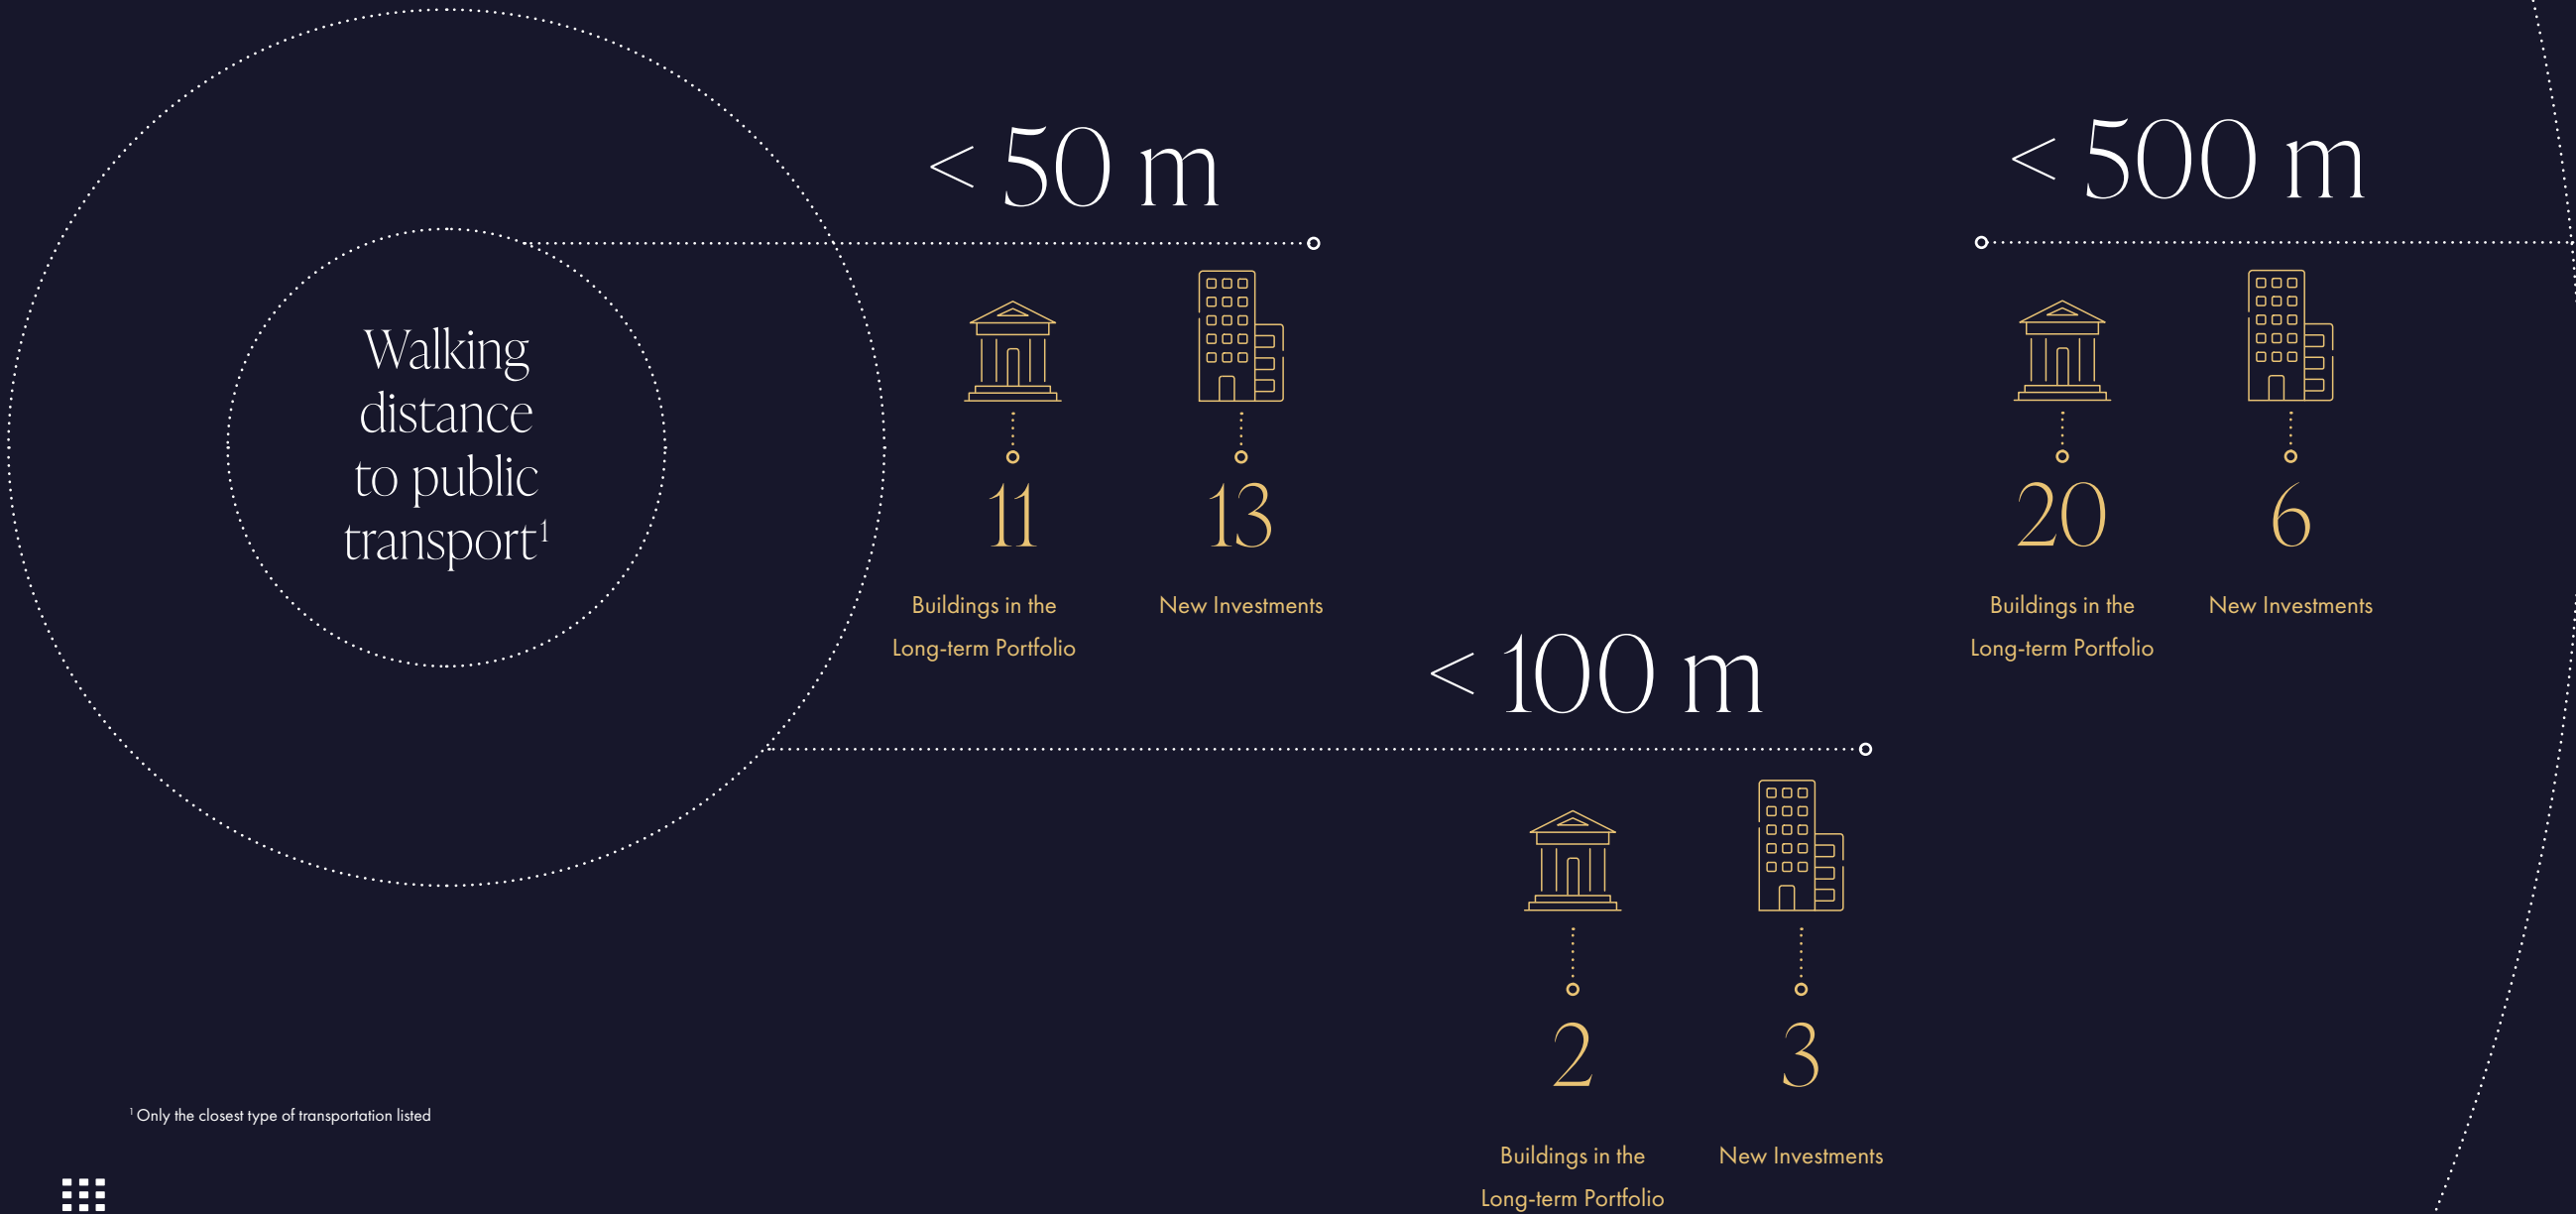 Walking
distance
to public
transport¹
< 50 m
11
Buildings in the
Long-term Portfolio
13
New Investments
< 100 m
2
Buildings in the
Long-term Portfolio
3
New Investments
< 500 m
20
Buildings in the
Long-term Portfolio
6
New Investments
¹ Only the closest type of transportation listed